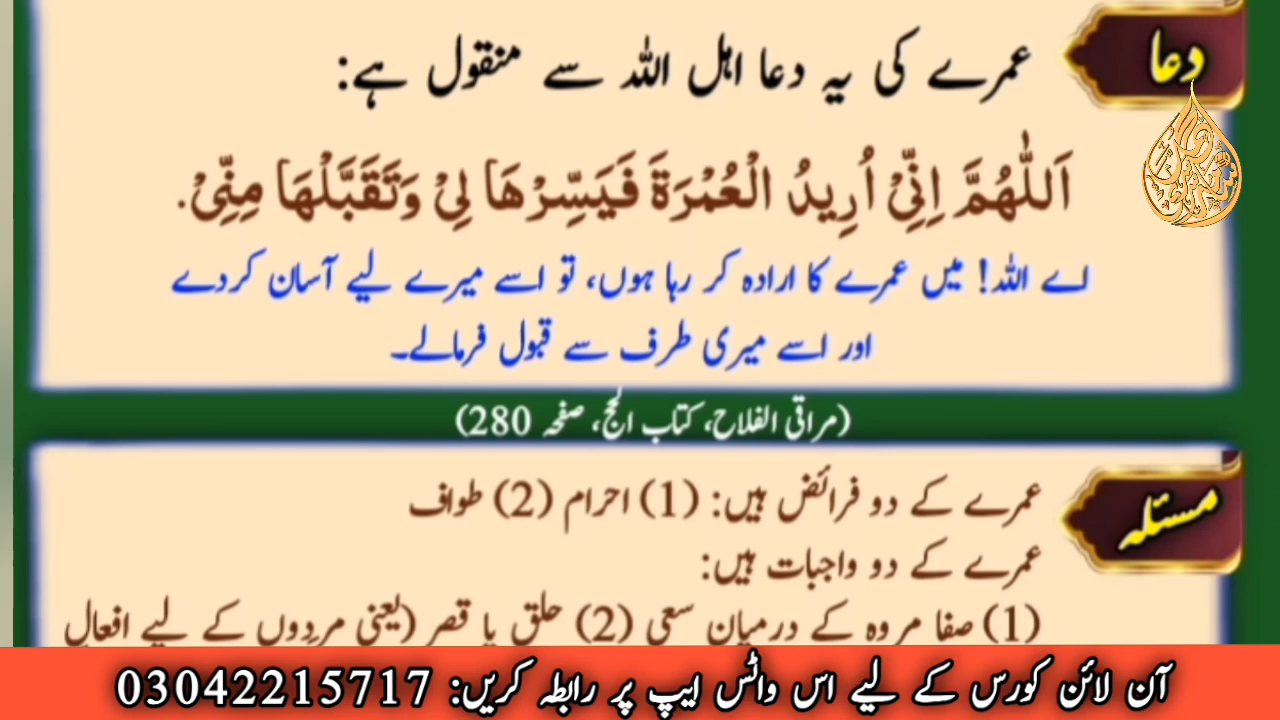 دعا
عمرے کی یہ دعا اہل اللہ سے منقول ہے:
اَللّٰهُمَّ اِنِّىْ اُرِيدُ الْعُمْرَةَ فَيَسِّرْهَا لِىْ وَتَقَبَّلْهَا مِنِّىْ.
اے اللہ! میں عمرے کا ارادہ کر رہا ہوں، تو اسے میرے لیے آسان کردے
اور اسے میری طرف سے قبول فرمالے۔
(مراقی الفلاح، کتاب الحج، صفحہ 280)
مسئلہ
عمرے کے دو فرائض ہیں: (1) احرام (2) طواف
عمرے کے دو واجبات ہیں:
(1) صفا مروہ کے درمیان سعی (2) حلق یا قصر (یعنی مردوں کے لیے افعال
آن لائن کورس کے لیے اس واٹس ایپ پر رابطہ کریں: 03042215717